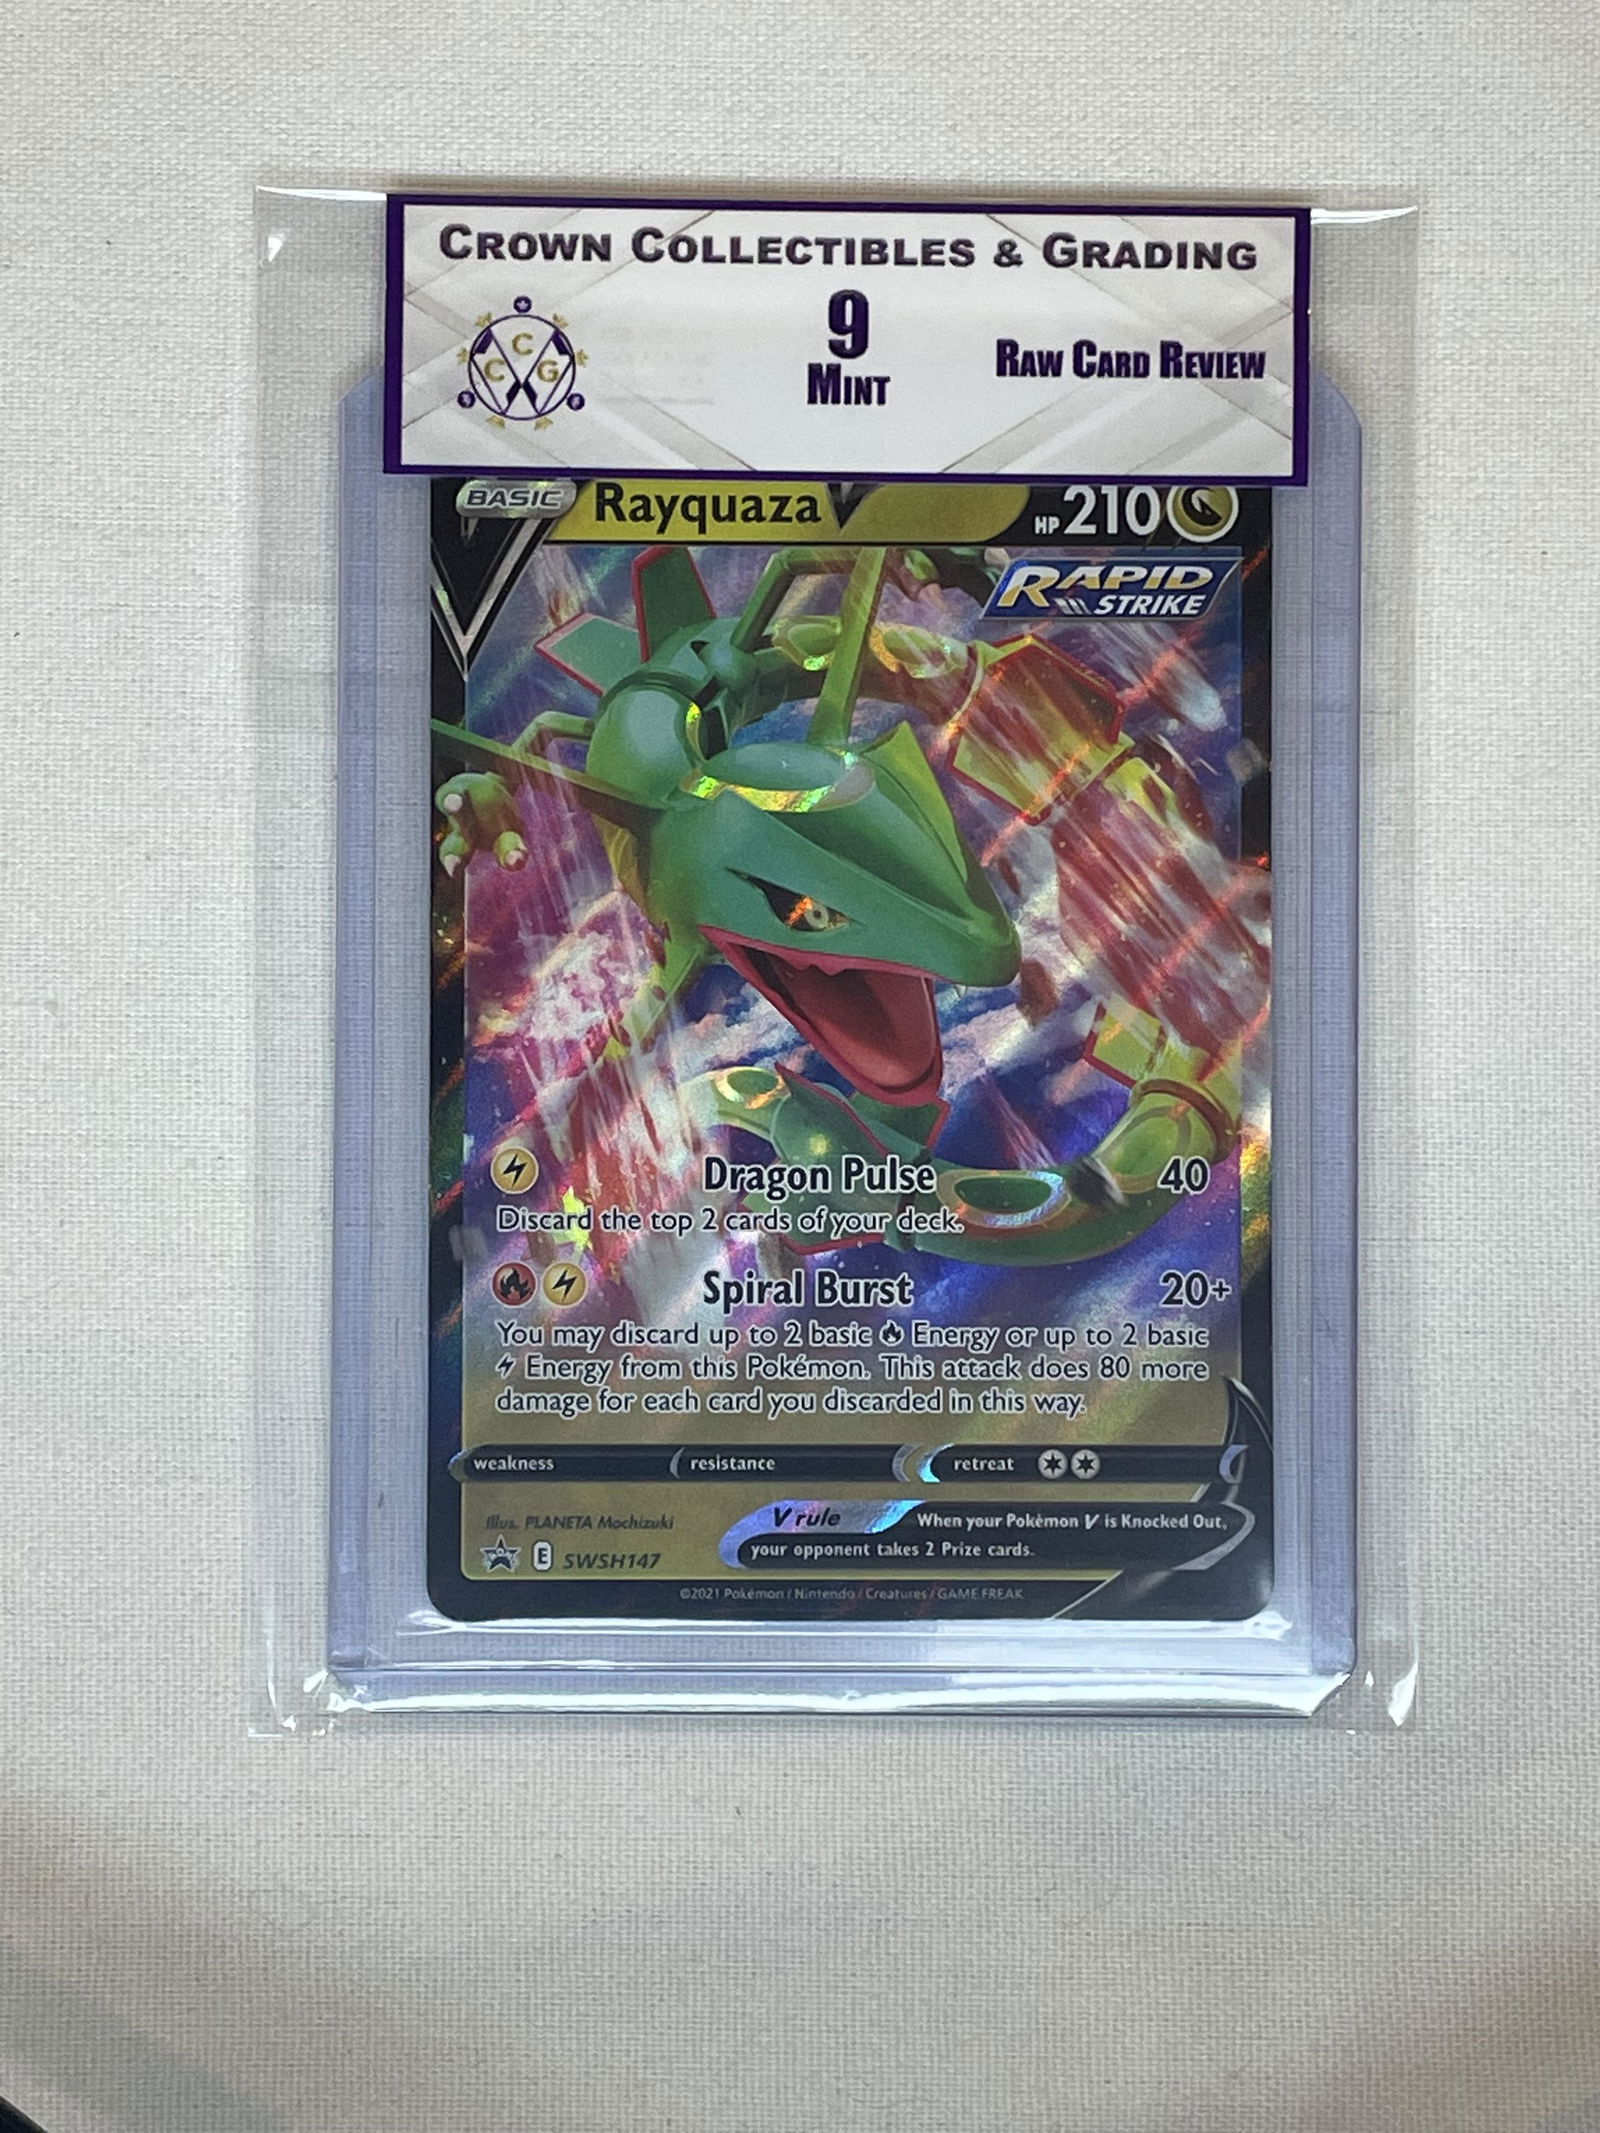 CROWN COLLECTIBLES & GRADING
C
C G
9
MINT
RAW CARD REVIEW
BASIC Rayquaza V HP 210
RAPID
STRIKE
Dragon Pulse 40
Discard the top 2 cards of your deck.
Spiral Burst 20+
You may discard up to 2 basic Energy or up to 2 basic
Energy from this Pokémon. This attack does 80 more
damage for each card you discarded in this way.
weakness resistance retreat
Illus. PLANETA Mochizuki
E SWSH147
V rule When your Pokémon V is Knocked Out,
your opponent takes 2 Prize cards.
©2021 Pokémon / Nintendo / Creatures / GAME FREAK